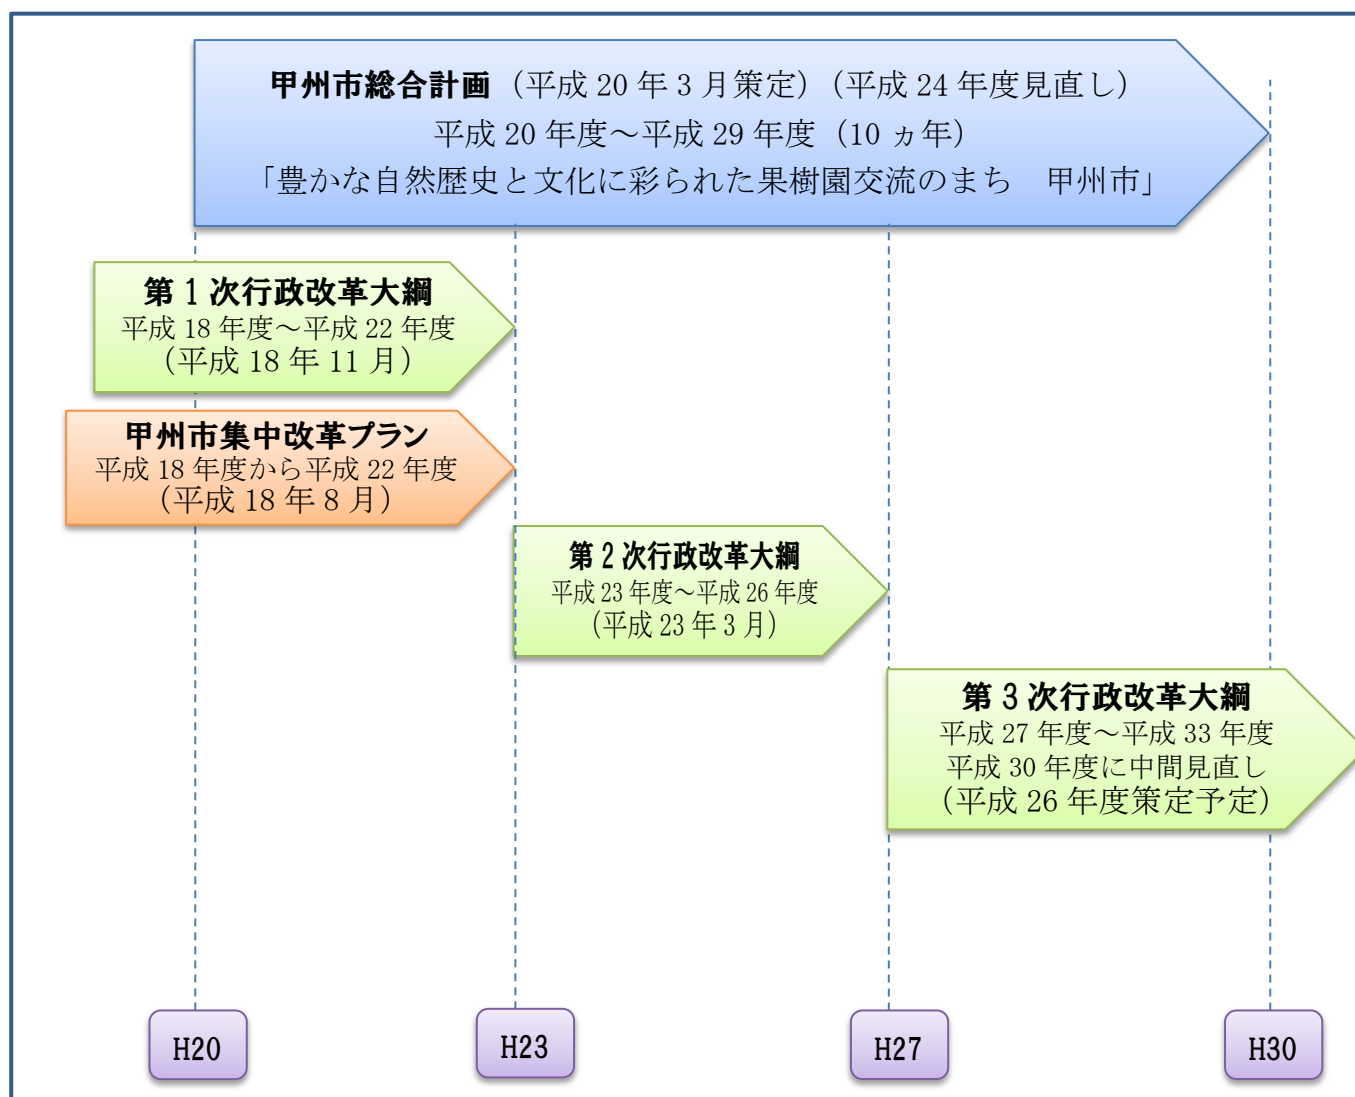 甲州市総合計画（平成 20 年 3 月策定）（平成 24 年度見直し）
平成 20 年度～平成 29 年度（10 ヵ年）
「豊かな自然歴史と文化に彩られた果樹園交流のまち　甲州市」
第 1 次行政改革大綱
平成 18 年度～平成 22 年度
（平成 18 年 11 月）
甲州市集中改革プラン
平成 18 年度から平成 22 年度
（平成 18 年 8 月）
第 2 次行政改革大綱
平成 23 年度～平成 26 年度
（平成 23 年 3 月）
第 3 次行政改革大綱
平成 27 年度～平成 33 年度
平成 30 年度に中間見直し
（平成 26 年度策定予定）
H20
H23
H27
H30